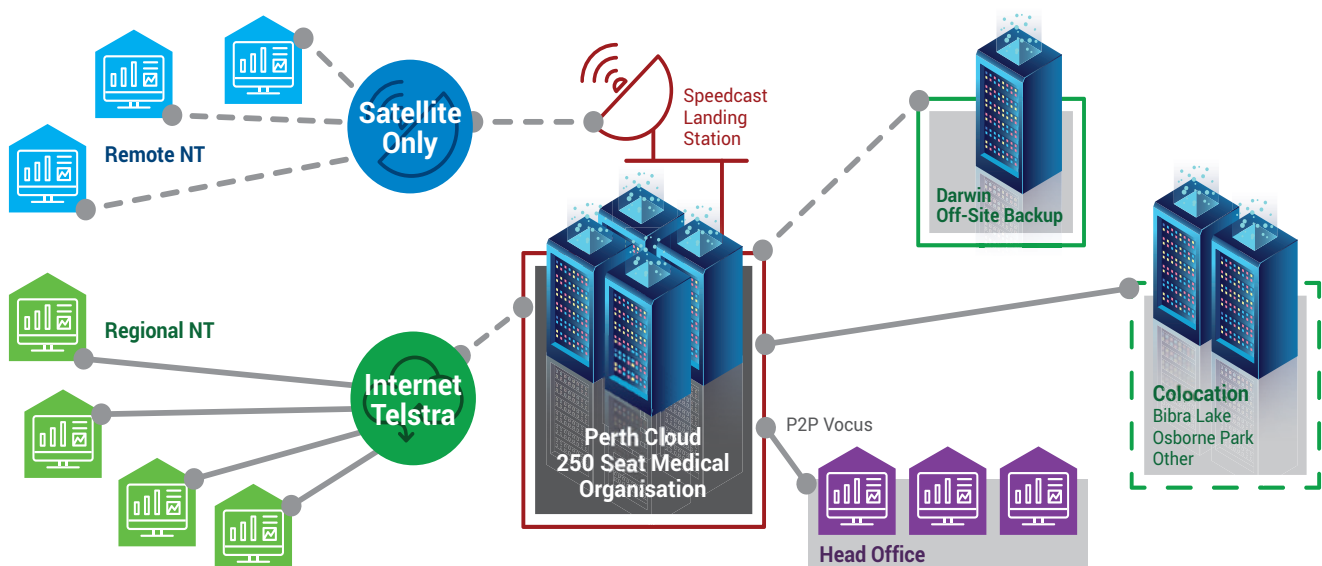 Remote NT
Satellite
Only
Speedcast
Landing
Station
Darwin
Off-Site Backup
Regional NT
Internet
Telstra
Perth Cloud
250 Seat Medical
Organisation
P2P Vocus
Colocation
Bibra Lake
Osborne Park
Other
Head Office